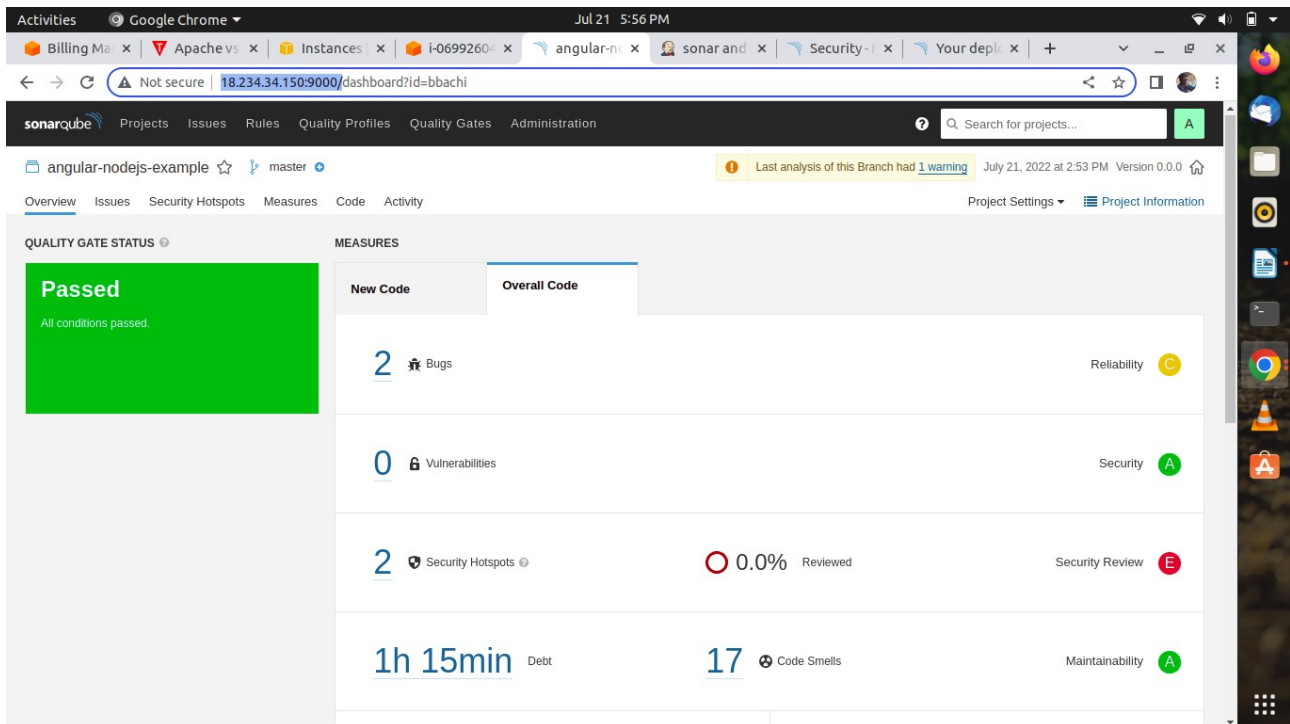 Activities Google Chrome Jul 21 5:56 PM
Billing Ma Apache vs. Instances i-06992604 angular-no sonar and Security - Your deplo
Not secure 18.234.34.150:9000/dashboard?id=bbachi
sonarqube Projects Issues Rules Quality Profiles Quality Gates Administration ? Search for projects... A
angular-nodejs-example master Last analysis of this Branch had 1 warning July 21, 2022 at 2:53 PM Version 0.0.0
Overview Issues Security Hotspots Measures Code Activity Project Settings Project Information
QUALITY GATE STATUS ? MEASURES
Passed
All conditions passed.
New Code Overall Code
2 Bugs Reliability C
0 Vulnerabilities Security A
2 Security Hotspots ? 0.0% Reviewed Security Review E
1h 15min Debt 17 Code Smells Maintainability A